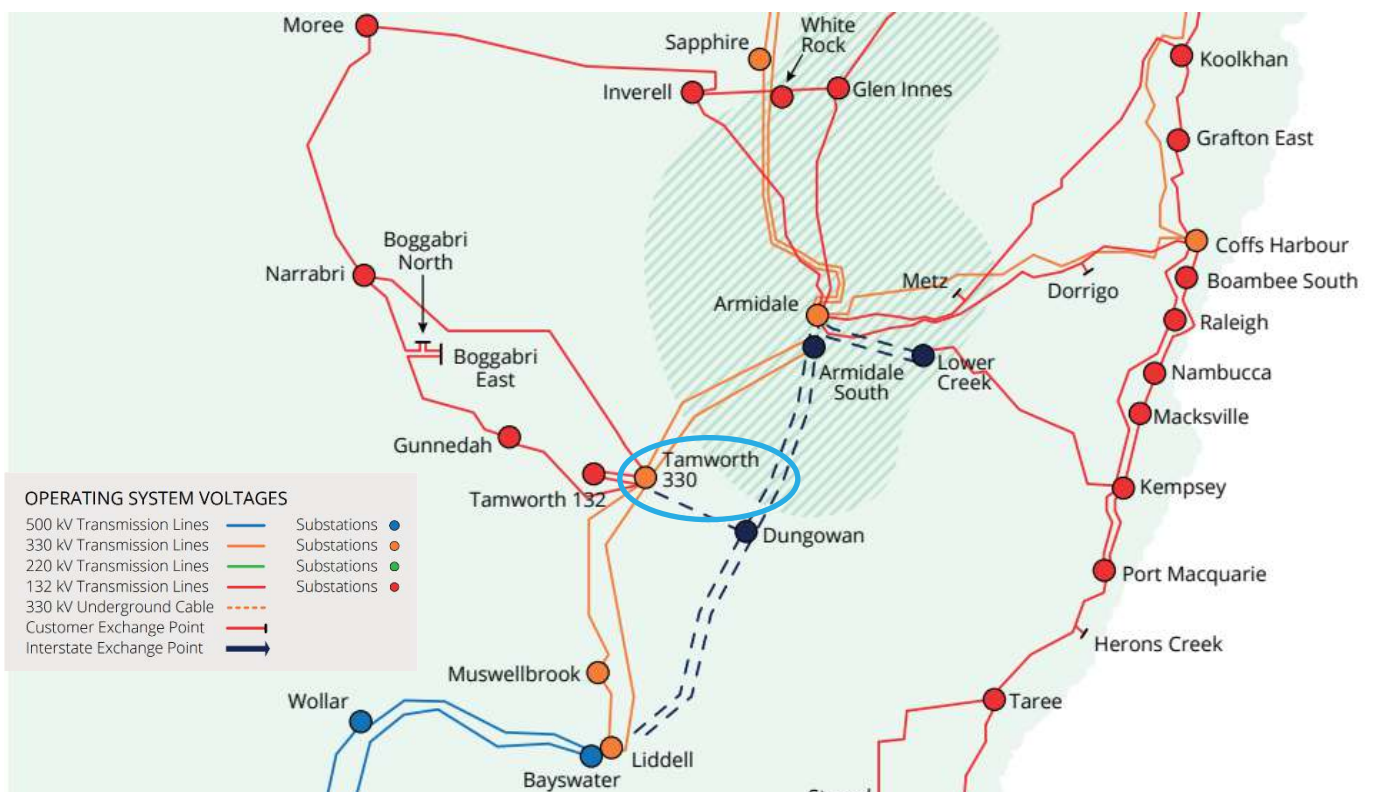 Moree
White
Rock
Sapphire
Koolkhan
Inverell
Glen Innes
Grafton East
Boggabri
North
Coffs Harbour
Narrabri
Metz
Boambee South
Dorrigo
Armidale
Raleigh
Boggabri
East
Armidale
South
Lower
Creek
Nambucca
Macksville
Gunnedah
Tamworth
330
Tamworth 132
Kempsey
Dungowan
OPERATING SYSTEM VOLTAGES
500 kV Transmission Lines Substations
330 kV Transmission Lines Substations
220 kV Transmission Lines Substations
132 kV Transmission Lines Substations
330 kV Underground Cable
Customer Exchange Point
Interstate Exchange Point
Port Macquarie
Herons Creek
Muswellbrook
Wollar
Taree
Liddell
Bayswater